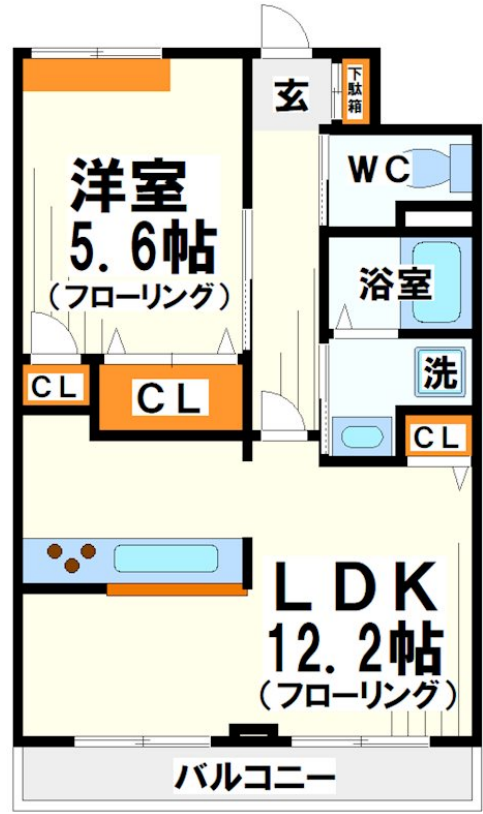 玄
下駄箱
洋室
5.6帖
(フローリング)
WC
浴室
CL
CL
洗
CL
LDK
12.2帖
(フローリング)
バルコニー